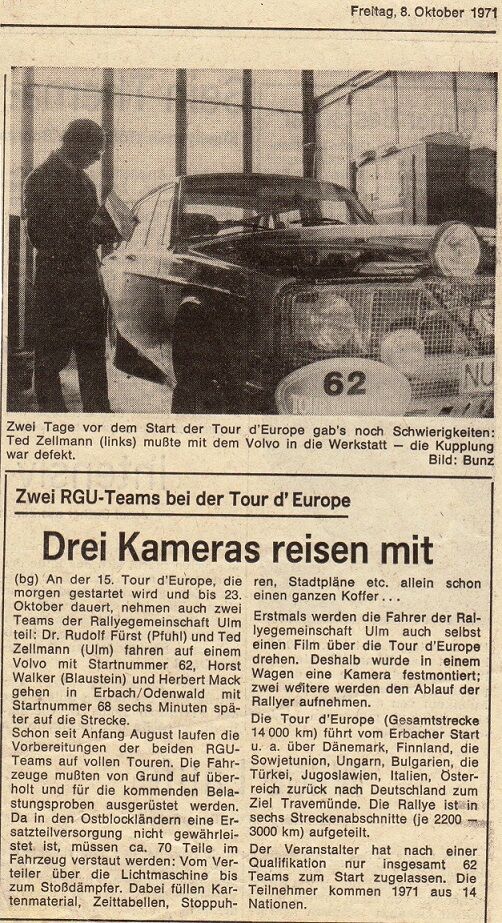 Freitag, 8. Oktober 1971
62
10
NU
Zwei Tage vor dem Start der Tour d'Europe gab's noch Schwierigkeiten:
Ted Zellmann (links) mußte mit dem Volvo in die Werkstatt – die Kupplung
war defekt. Bild: Bunz
Zwei RGU-Teams bei der Tour d' Europe
Drei Kameras reisen mit
(bg) An der 15. Tour d'Europe, die
morgen gestartet wird und bis 23.
Oktober dauert, nehmen auch zwei
Teams der Rallyegemeinschaft Ulm
teil: Dr. Rudolf Fürst (Pfuhl) und Ted
Zellmann (Ulm) fahren auf einem
Volvo mit Startnummer 62, Horst
Walker (Blaustein) und Herbert Mack
gehen in Erbach/Odenwald mit
Startnummer 68 sechs Minuten spä-
ter auf die Strecke.
Schon seit Anfang August laufen die
Vorbereitungen der beiden RGU-
Teams auf vollen Touren. Die Fahr-
zeuge mußten von Grund auf über-
holt und für die kommenden Bela-
stungsproben ausgerüstet werden.
Da in den Ostblockländern eine Er-
satzteilversorgung nicht gewährlei-
stet ist, müssen ca. 70 Teile im
Fahrzeug verstaut werden: Vom Ver-
teiler über die Lichtmaschine bis
zum Stoßdämpfer. Dabei füllen Kar-
tenmaterial, Zeittabellen, Stoppuh-
ren, Stadtpläne etc. allein schon
einen ganzen Koffer . . .
Erstmals werden die Fahrer der Ral-
lyegemeinschaft Ulm auch selbst
einen Film über die Tour d'Europe
drehen. Deshalb wurde in einem
Wagen eine Kamera festmontiert;
zwei weitere werden den Ablauf der
Rallye aufnehmen.
Die Tour d'Europe (Gesamtstrecke
14 000 km) führt vom Erbacher Start
u. a. über Dänemark, Finnland, die
Sowjetunion, Ungarn, Bulgarien, die
Türkei, Jugoslawien, Italien, Öster-
reich zurück nach Deutschland zum
Ziel Travemünde. Die Rallye ist in
sechs Streckenabschnitte (je 2200 –
3000 km) aufgeteilt.
Der Veranstalter hat nach einer
Qualifikation nur insgesamt 62
Teams zum Start zugelassen. Die
Teilnehmer kommen 1971 aus 14
Nationen.